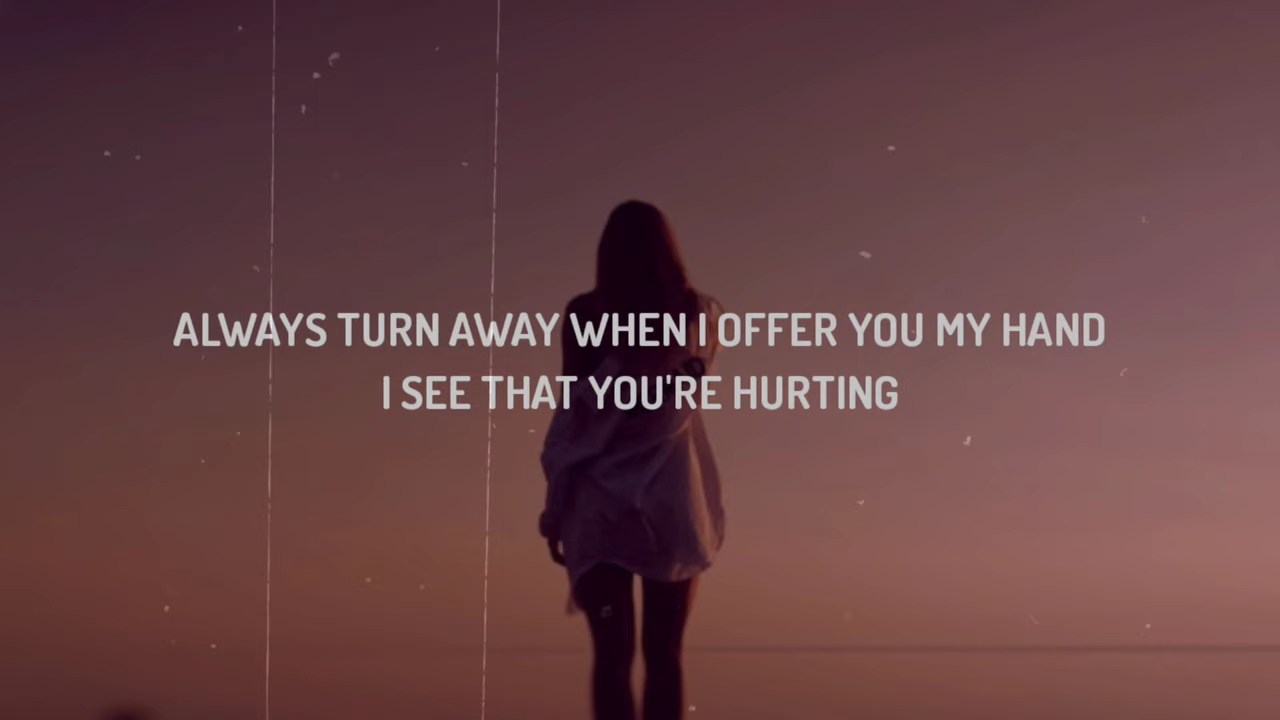 ALWAYS TURN AWAY WHEN I OFFER YOU MY HAND
I SEE THAT YOU'RE HURTING